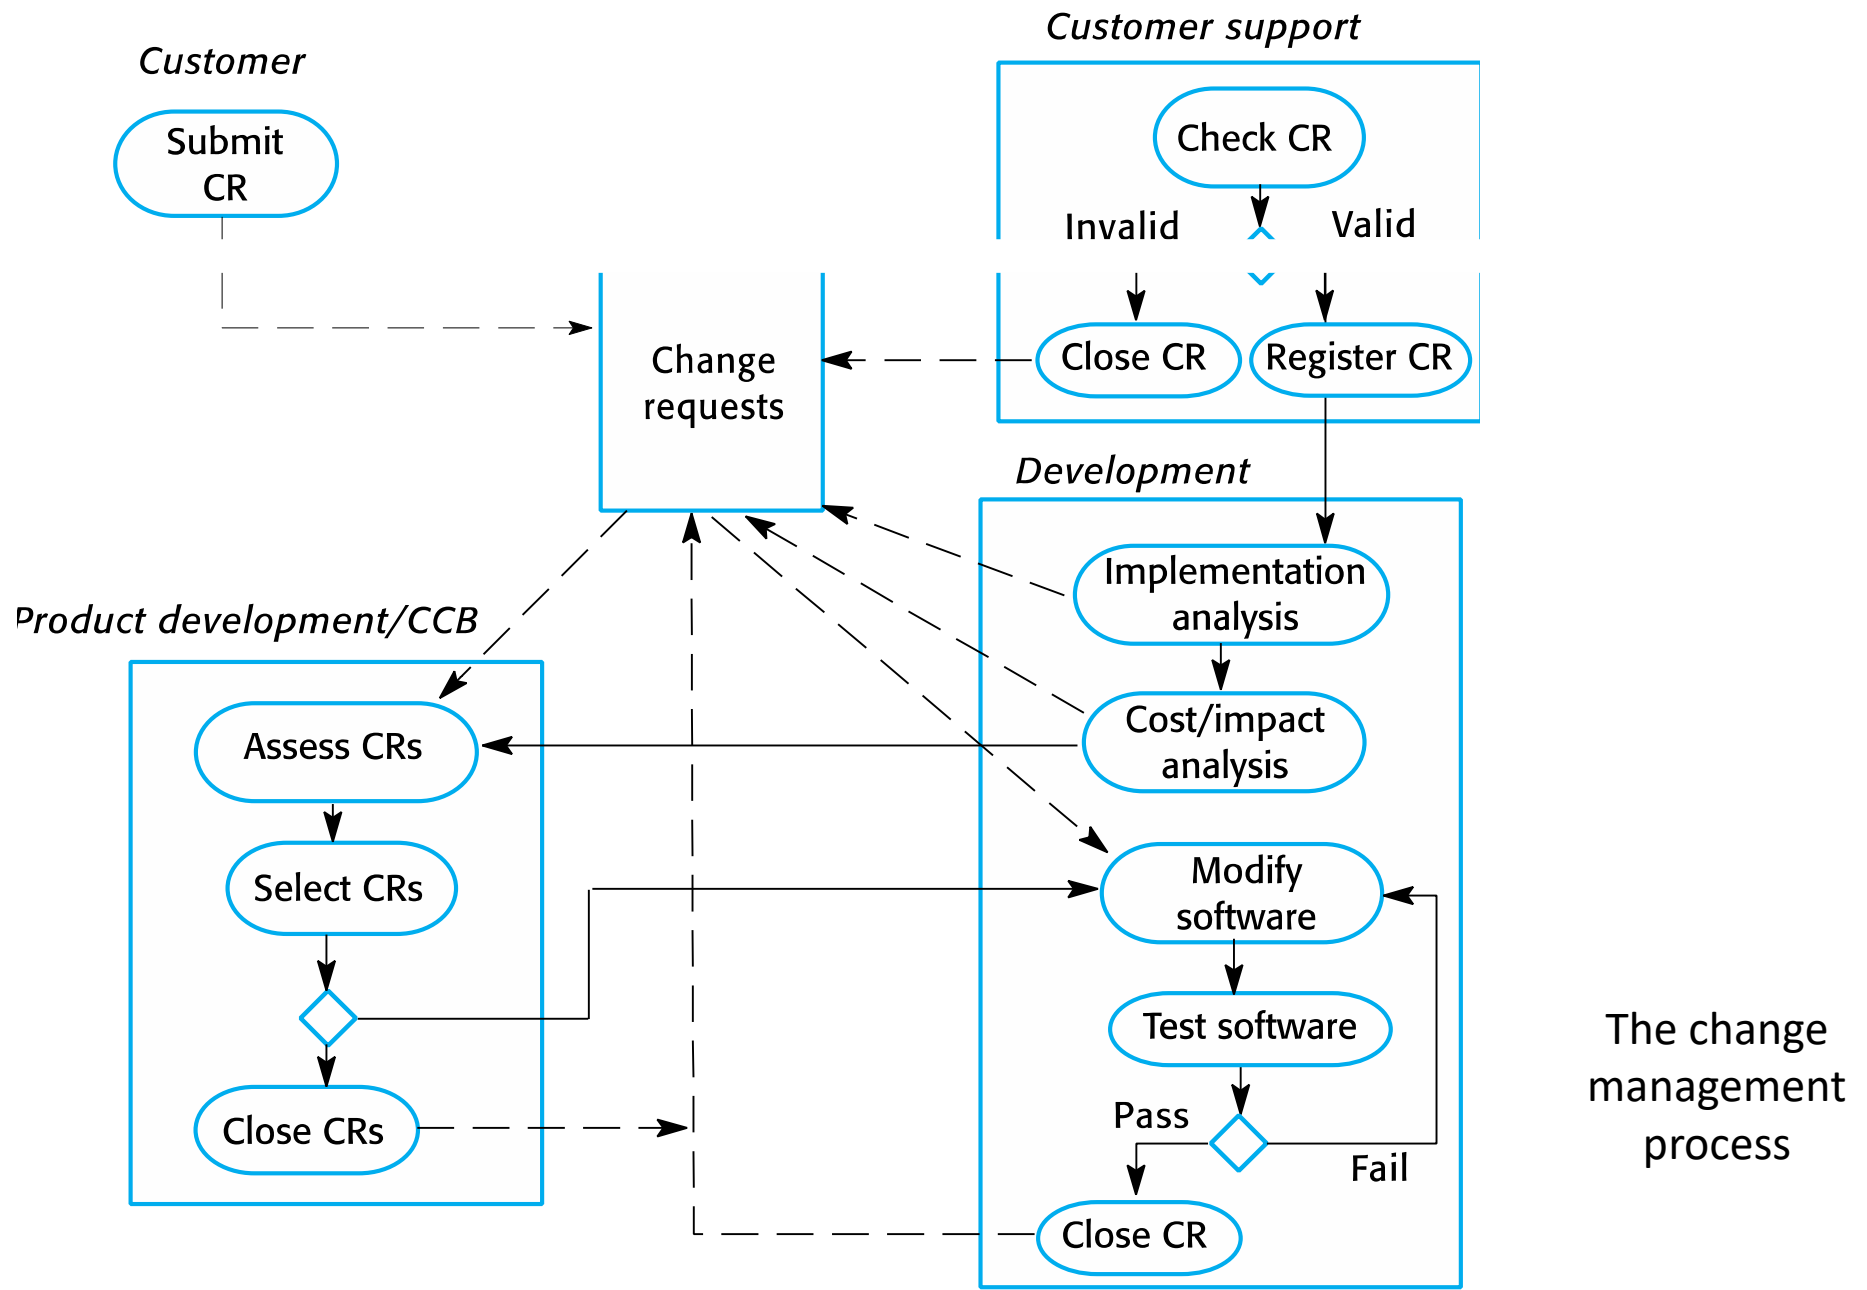 Customer
Submit
CR
Customer support
Check CR
Invalid
Valid
Close CR
Register CR
Change
requests
Development
Implementation
analysis
Cost/impact
analysis
Product development/CCB
Assess CRs
Select CRs
Close CRs
Modify
software
Test software
Pass
Fail
Close CR
The change
management
process